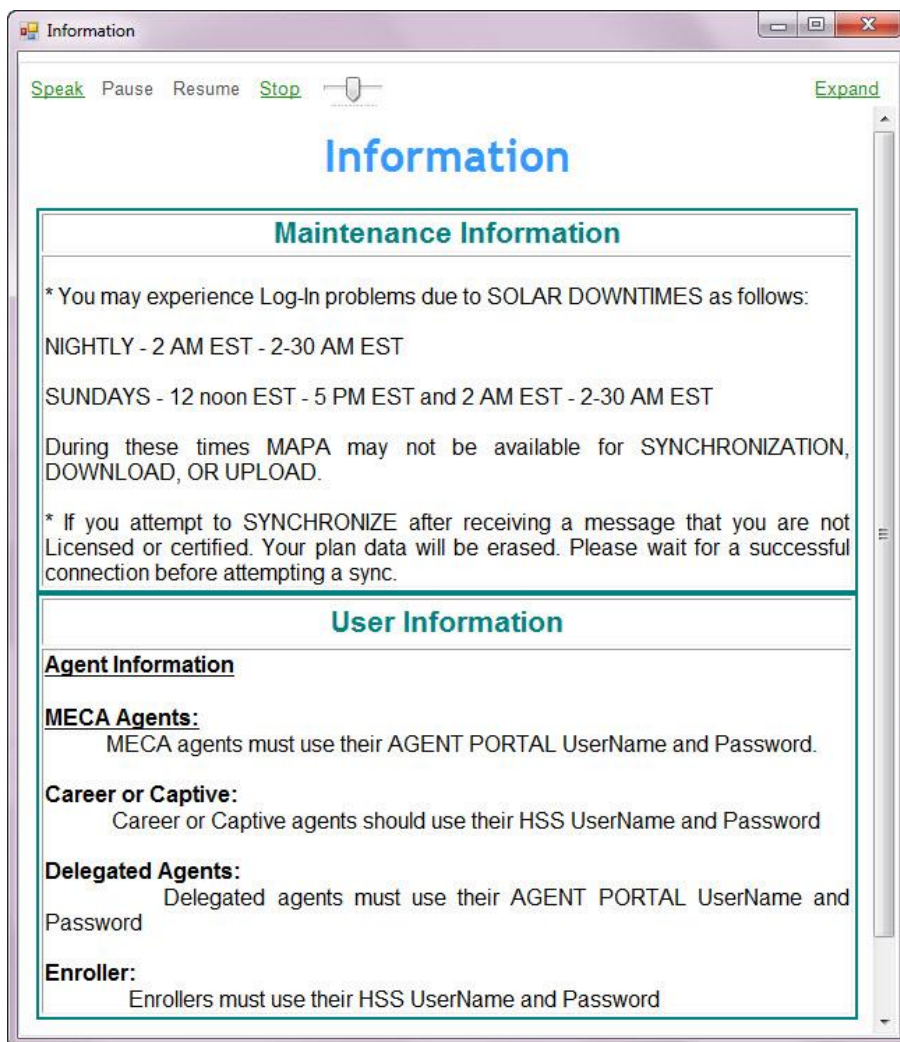 Information
Speak Pause Resume Stop Expand
Information
Maintenance Information
* You may experience Log-In problems due to SOLAR DOWNTIMES as follows:
NIGHTLY - 2 AM EST - 2-30 AM EST
SUNDAYS - 12 noon EST - 5 PM EST and 2 AM EST - 2-30 AM EST
During these times MAPA may not be available for SYNCHRONIZATION,
DOWNLOAD, OR UPLOAD.
* If you attempt to SYNCHRONIZE after receiving a message that you are not
Licensed or certified. Your plan data will be erased. Please wait for a successful
connection before attempting a sync.
User Information
Agent Information
MECA Agents:
MECA agents must use their AGENT PORTAL UserName and Password.
Career or Captive:
Career or Captive agents should use their HSS UserName and Password
Delegated Agents:
Delegated agents must use their AGENT PORTAL UserName and
Password
Enroller:
Enrollers must use their HSS UserName and Password